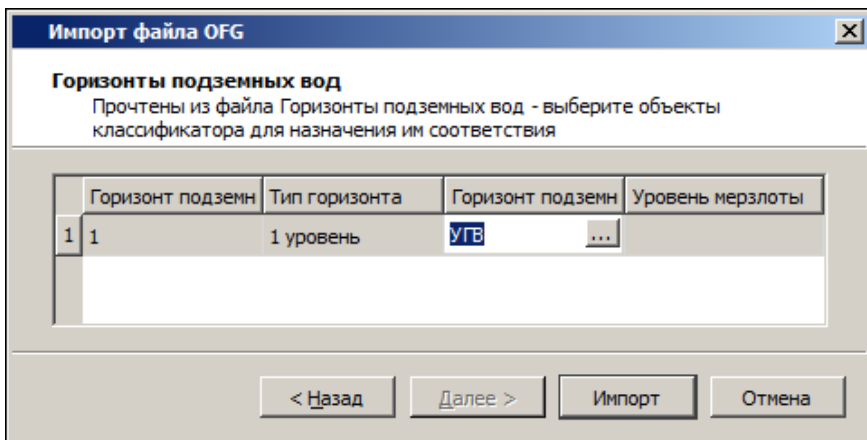 Импорт файла OFG
Горизонты подземных вод
Прочтены из файла Горизонты подземных вод - выберите объекты
классификатора для назначения им соответствия
Горизонт подземн Тип горизонта Горизонт подземн Уровень мерзлоты
1 1 1 уровень УГВ ...
< Назад Далее > Импорт Отмена